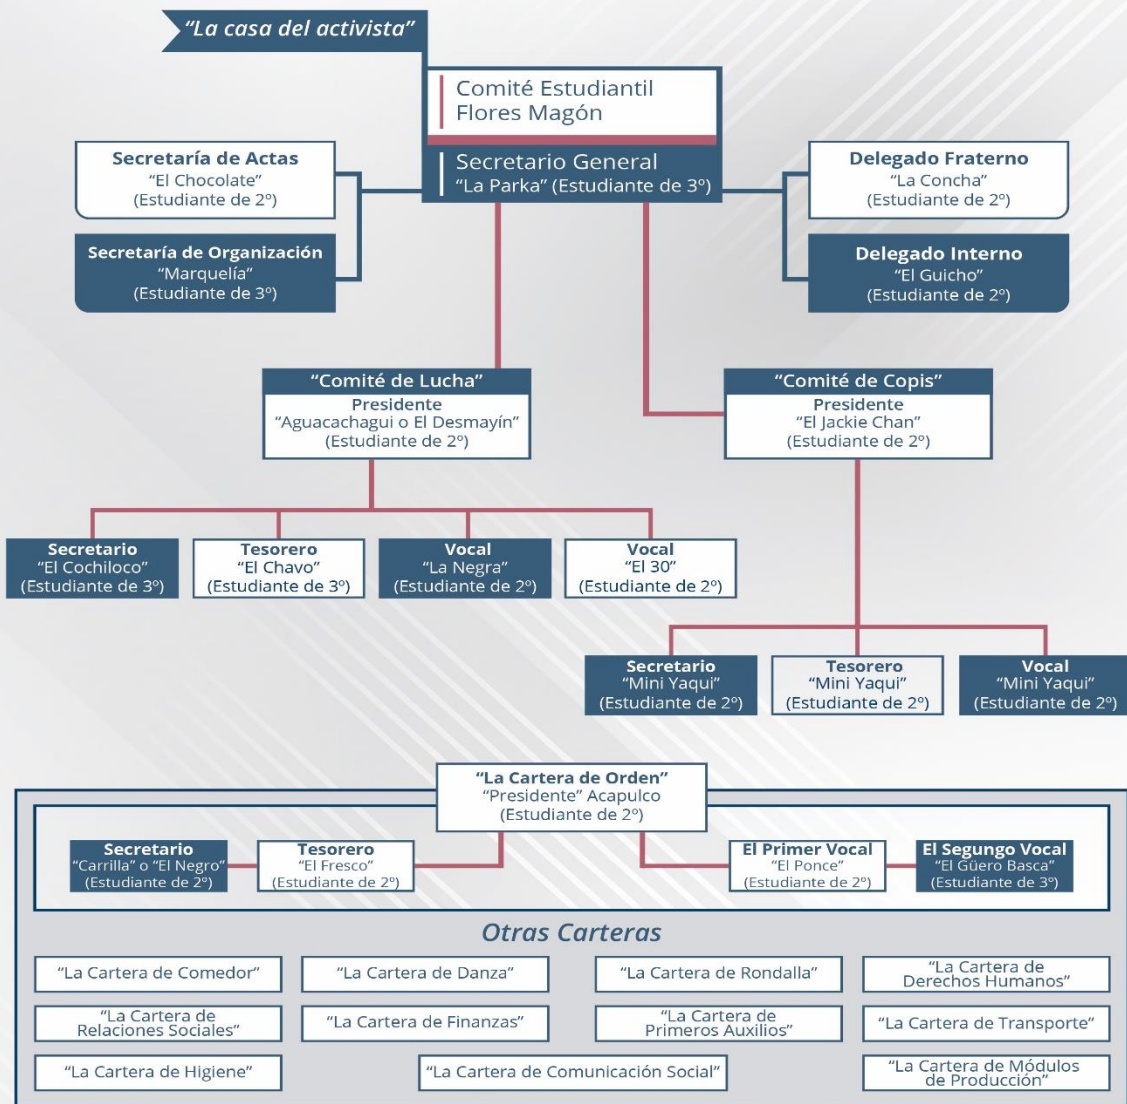 “La casa del activista”
Comité Estudiantil
Flores Magón
Secretario General
“La Parka” (Estudiante de 3º)
Secretaría de Actas
“El Chocolate”
(Estudiante de 2º)
Secretaría de Organización
“Marquelía”
(Estudiante de 3º)
Delegado Fraterno
“La Concha”
(Estudiante de 2º)
Delegado Interno
“El Guicho”
(Estudiante de 2º)
“Comité de Lucha”
Presidente
“Aguacachagui o El Desmayín”
(Estudiante de 2º)
“Comité de Copis”
Presidente
“El Jackie Chan”
(Estudiante de 2º)
Secretario
“El Cochiloco”
(Estudiante de 3º)
Tesorero
“El Chavo”
(Estudiante de 3º)
Vocal
“La Negra”
(Estudiante de 2º)
Vocal
“El 30”
(Estudiante de 2º)
Secretario
“Mini Yaqui”
(Estudiante de 2º)
Tesorero
“Mini Yaqui”
(Estudiante de 2º)
Vocal
“Mini Yaqui”
(Estudiante de 2º)
“La Cartera de Orden”
“Presidente” Acapulco
(Estudiante de 2º)
Secretario
“Carrilla” o “El Negro”
(Estudiante de 2º)
Tesorero
“El Fresco”
(Estudiante de 2º)
El Primer Vocal
“El Ponce”
(Estudiante de 2º)
El Segungo Vocal
“El Güero Basca”
(Estudiante de 3º)
Otras Carteras
“La Cartera de Comedor”
“La Cartera de Danza”
“La Cartera de Rondalla”
“La Cartera de
Derechos Humanos”
“La Cartera de
Relaciones Sociales”
“La Cartera de Finanzas”
“La Cartera de
Primeros Auxilios”
“La Cartera de Transporte”
“La Cartera de Higiene”
“La Cartera de Comunicación Social”
“La Cartera de Módulos
de Producción”